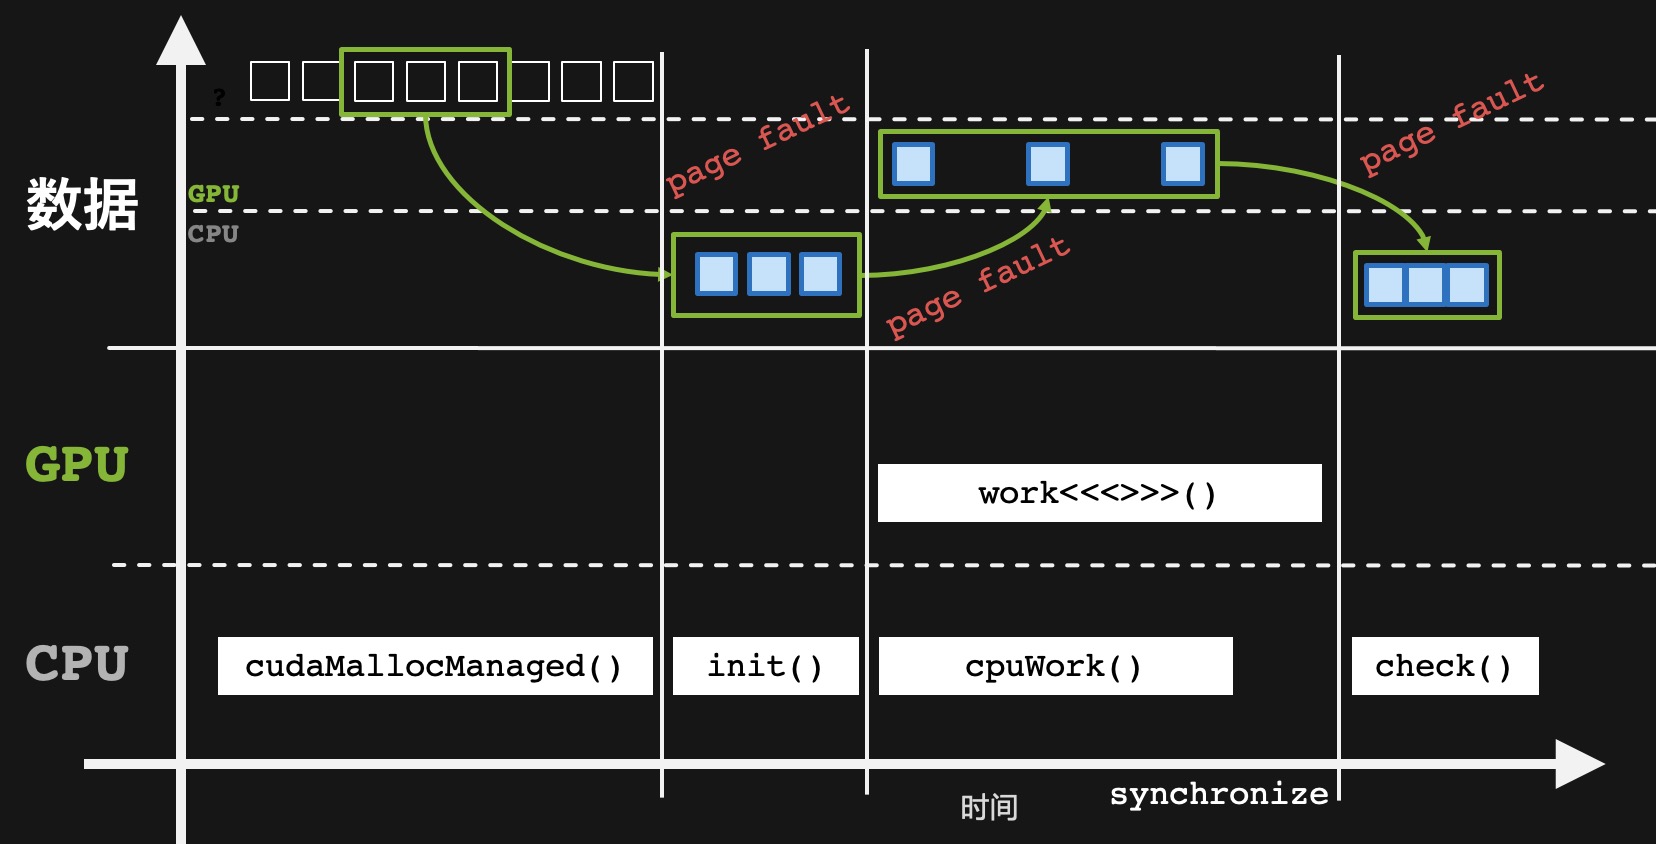 ?
page fault
page fault
数据
GPU
CPU
page fault
GPU
work<<<>>>()
CPU
cudaMallocManaged()
init()
cpuWork()
check()
时间
synchronize